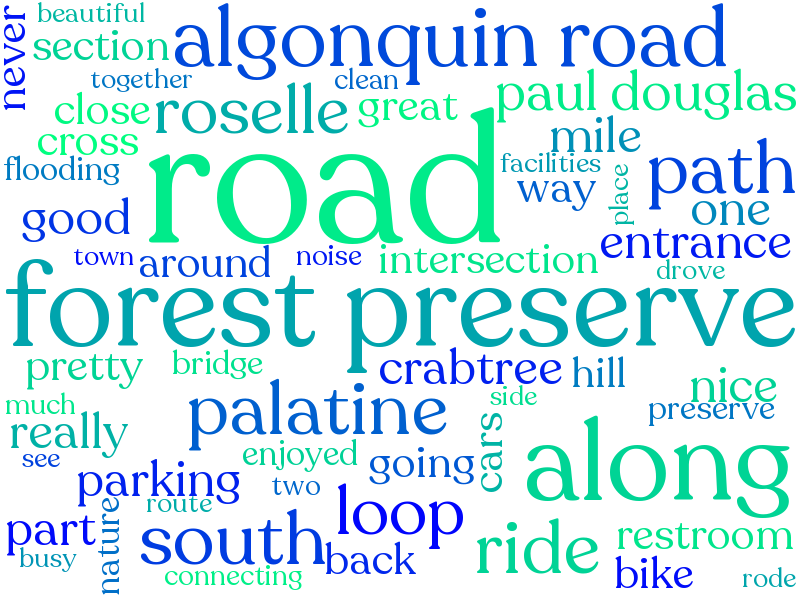 never
beautiful
section
algonquin road
together
clean
close
roselle
great
paul douglas
cross
mile
flooding
road
facilities
path
way
place
one
good
entrance
town
around
noise
intersection
drove
forest preserve
pretty
bridge
crabtree
hill
nice
much
palatine
side
preserve
really
cars
see
enjoyed
going
along
parking
two
route
loop
part
nature
south
ride
restroom
busy
back
connecting
bike
rode